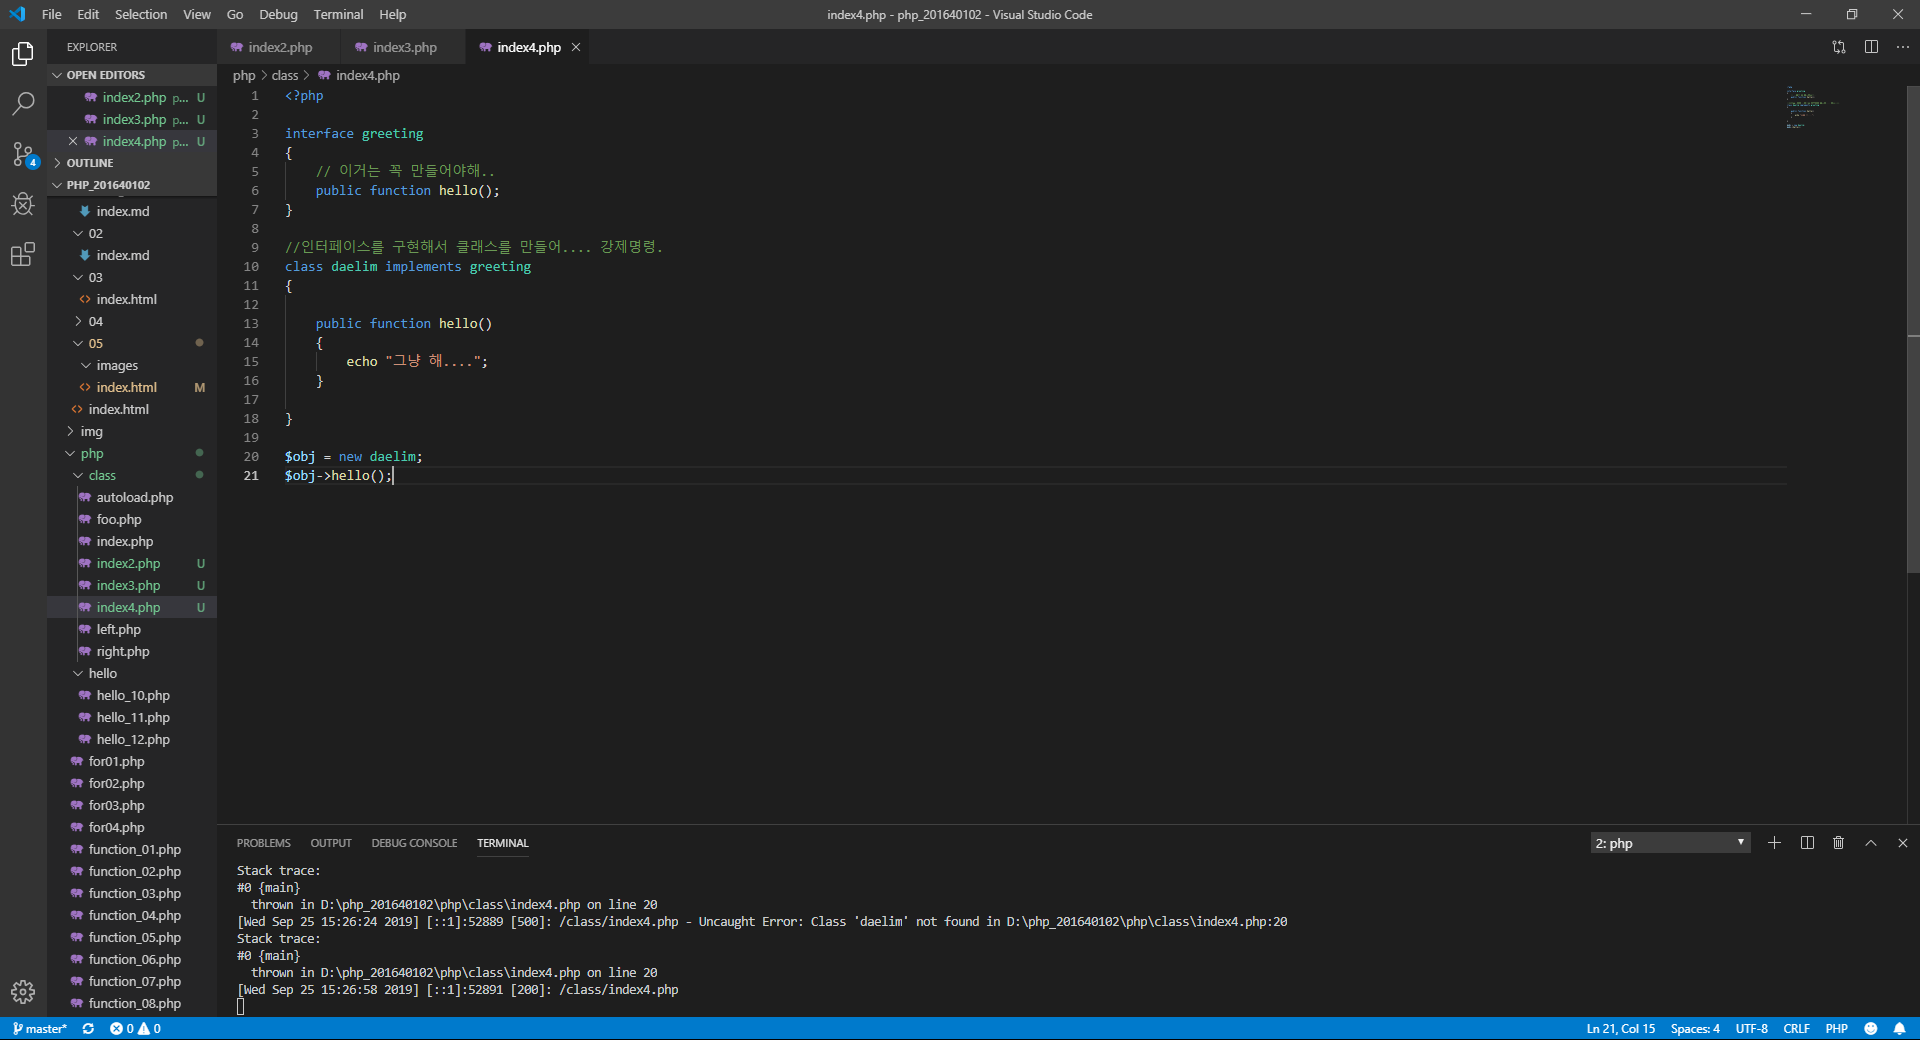 File Edit Selection View Go Debug Terminal Help
index4.php - php_201640102 - Visual Studio Code
EXPLORER
OPEN EDITORS
index2.php p... U
index3.php p... U
index4.php p... U
OUTLINE
PHP_201640102
index.md
02
index.md
03
index.html
04
05
images
index.html M
index.html
img
php
class
autoload.php
foo.php
index.php
index2.php U
index3.php U
index4.php U
left.php
right.php
hello
hello_10.php
hello_11.php
hello_12.php
for01.php
for02.php
for03.php
for04.php
function_01.php
function_02.php
function_03.php
function_04.php
function_05.php
function_06.php
function_07.php
function_08.php
4
index2.php index3.php index4.php
php > class > index4.php
1 <?php
2
3 interface greeting
4 {
5 // 이거는 꼭 만들어야해..
6 public function hello();
7 }
8
9 //인터페이스를 구현해서 클래스를 만들어.... 강제명령.
10 class daelim implements greeting
11 {
12
13 public function hello()
14 {
15 echo "그냥 해....";
16 }
17
18 }
19
20 $obj = new daelim;
21 $obj->hello();
PROBLEMS OUTPUT DEBUG CONSOLE TERMINAL
2: php
Stack trace:
#0 {main}
thrown in D:\php_201640102\php\class\index4.php on line 20
[Wed Sep 25 15:26:24 2019] [::1]:52889 [500]: /class/index4.php - Uncaught Error: Class 'daelim' not found in D:\php_201640102\php\class\index4.php:20
Stack trace:
#0 {main}
thrown in D:\php_201640102\php\class\index4.php on line 20
[Wed Sep 25 15:26:58 2019] [::1]:52891 [200]: /class/index4.php
master* 0 0
Ln 21, Col 15 Spaces: 4 UTF-8 CRLF PHP